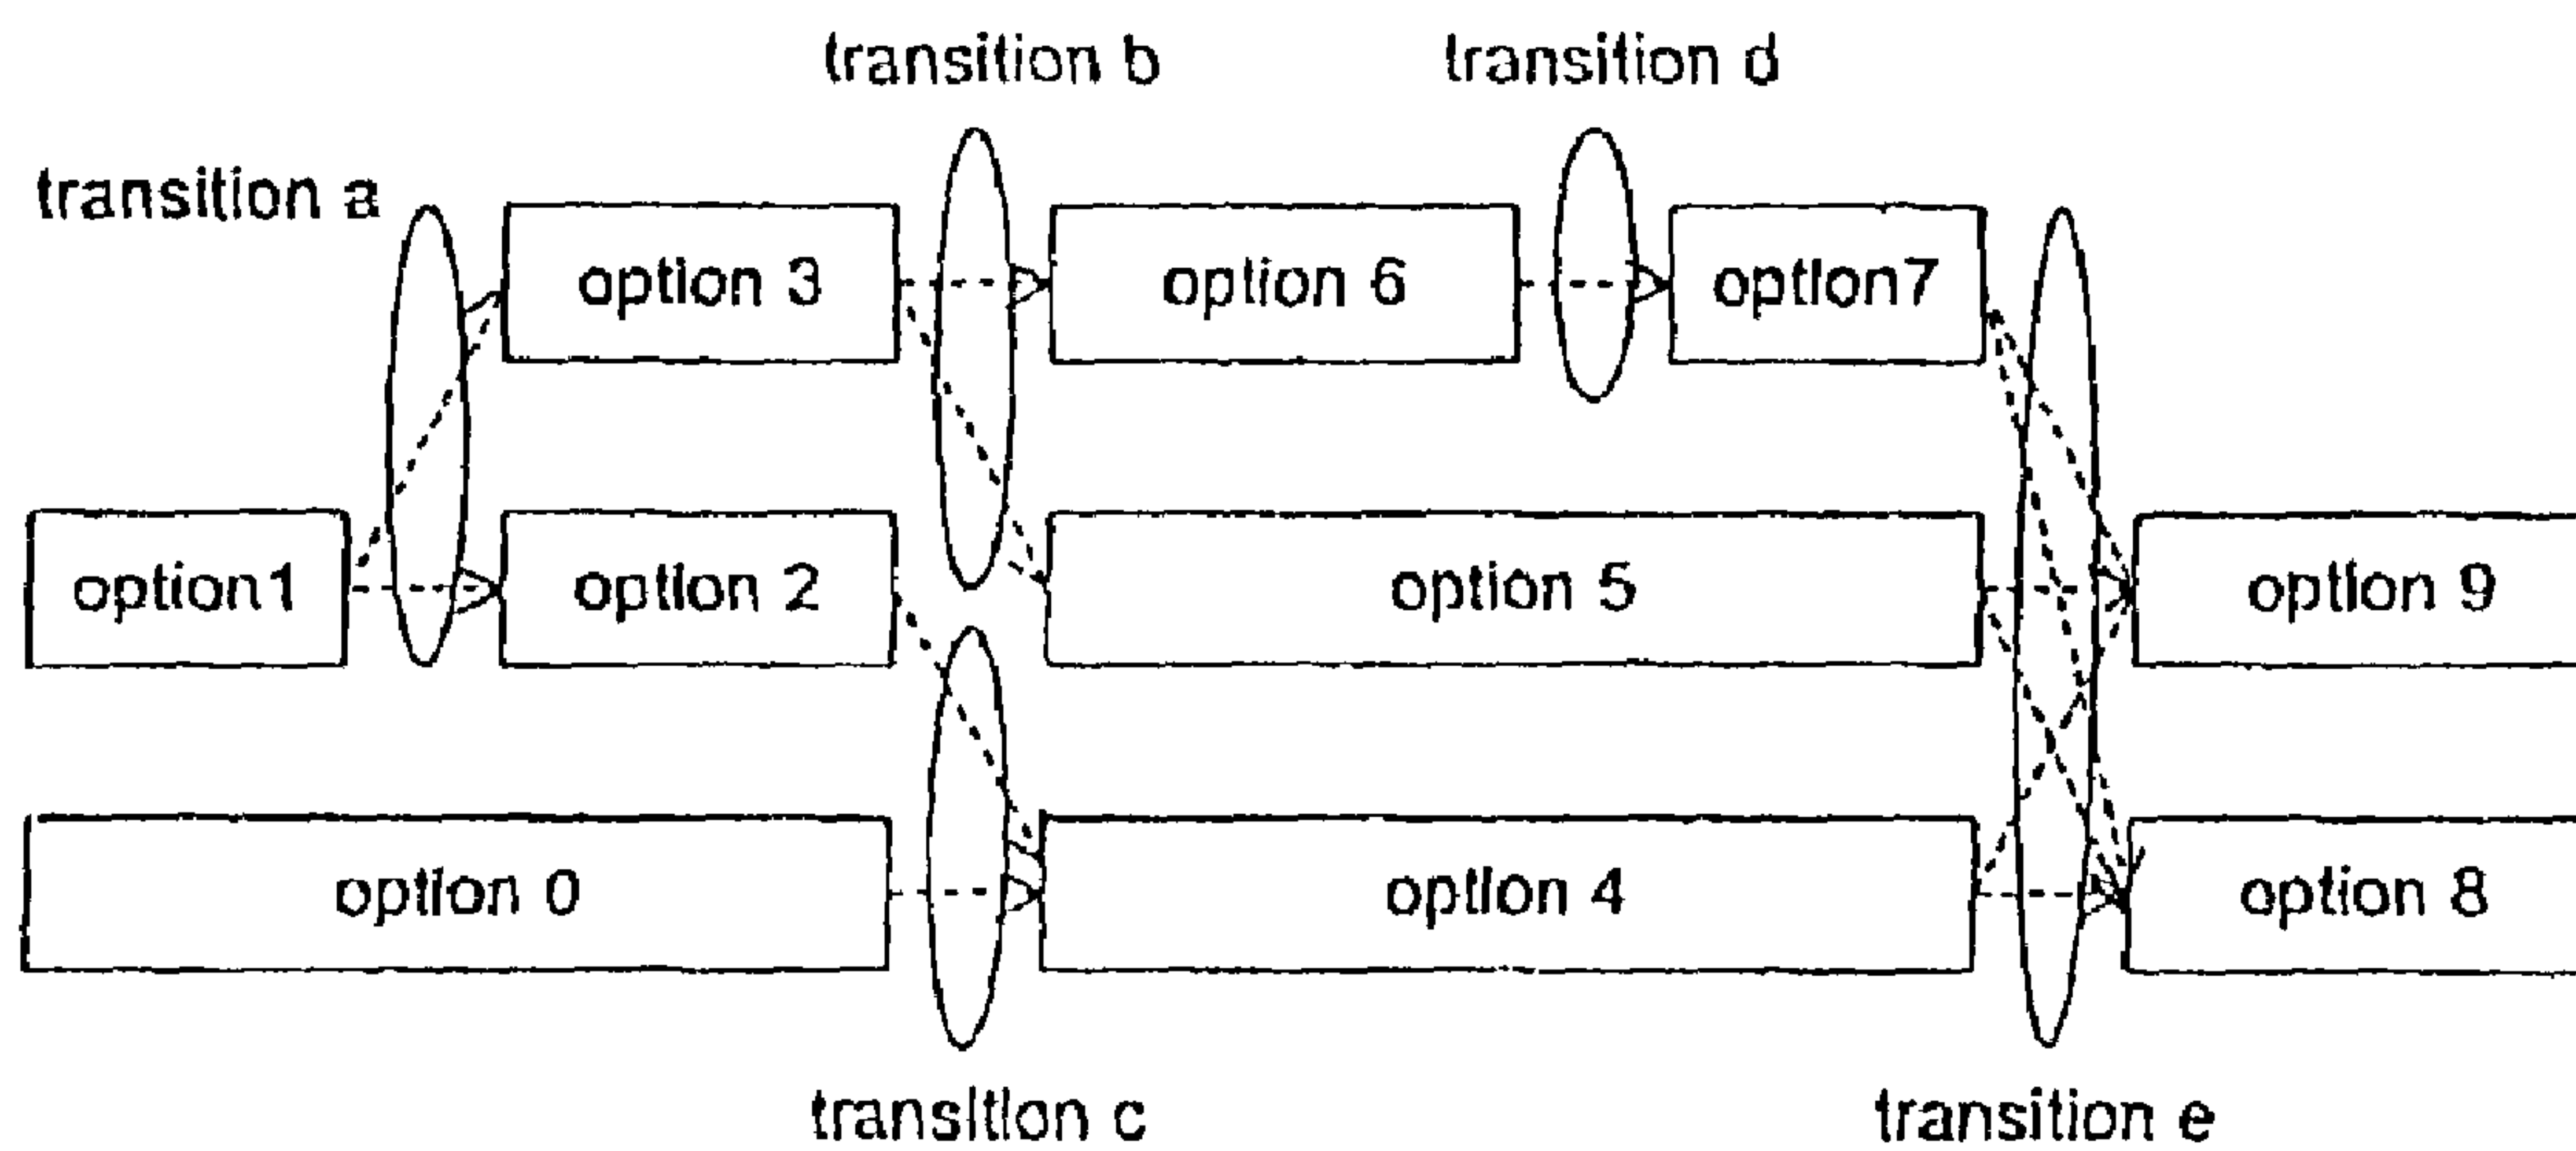 transition b
transition d
transition a
option 3
option 6
option7
option1
option 2
option 5
option 9
option 0
option 4
option 8
transition c
transition e